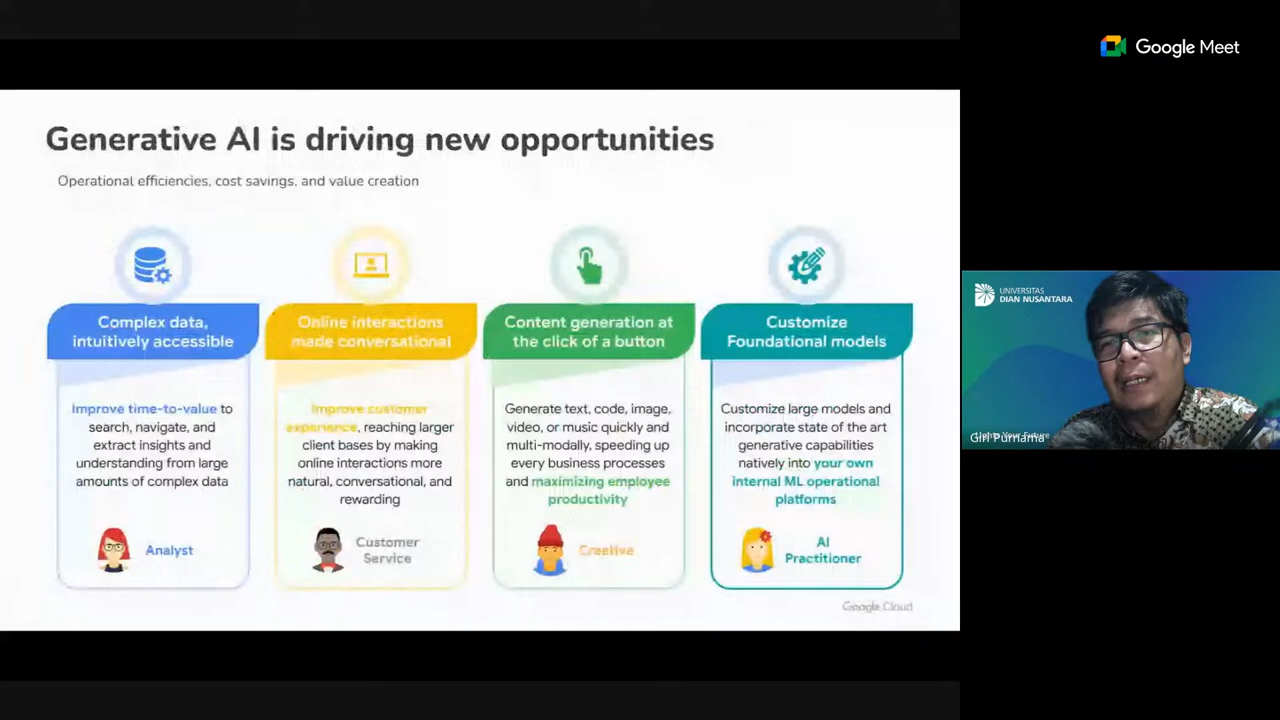 Google Meet
Generative AI is driving new opportunities
Operational efficiencies, cost savings, and value creation
Complex data,
intuitively accessible
Improve time-to-value to
search, navigate, and
extract insights and
understanding from large
amounts of complex data
Analyst
Online interactions
made conversational
Improve customer
experience, reaching larger
client bases by making
online interactions more
natural, conversational, and
rewarding
Customer
Service
Content generation at
the click of a button
Generate text, code, image,
video, or music quickly and
multi-modally, speeding up
every business processes
and maximizing employee
productivity
Creative
Customize
Foundational models
Customize large models and
incorporate state of the art
generative capabilities
natively into your own
internal ML operational
platforms
AI
Practitioner
Google Cloud
UNIVERSITAS
DIAN NUSANTARA
Giri Purnama